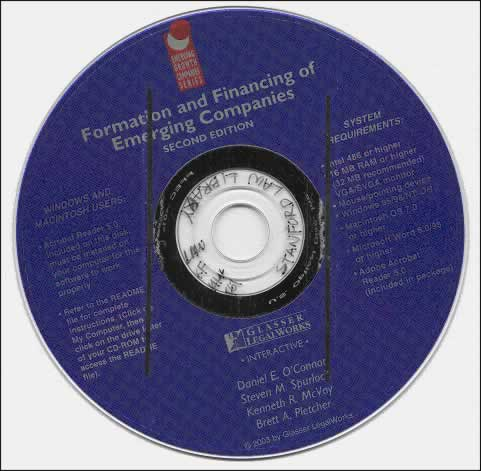 EMERGING
GROWTH
COMPANIES
SERIES
Formation and Financing of
Emerging Companies
SECOND EDITION
WINDOWS AND
MACINTOSH USERS:
• Acrobat Reader 5.0
included on this disk
must be installed on
your computer for this
software to work
properly
• Refer to the README
file for complete
instructions. (Click on
My Computer, then
click on the drive letter
of your CD-ROM to
access the README
file).
SYSTEM
REQUIREMENTS:
• Intel 486 or higher
• 16 MB RAM or higher
(32 MB recommended)
• VGA/SVGA monitor
• Mouse/pointing device
• Windows 95/98/
• Macintosh OS 7.0
or higher
• Microsoft Word 6.0/95
or higher
• Adobe Acrobat
Reader 5.0
(included in package)
STANFORD LAW LIBRARY
LAW
KF
GLASSER
LEGALWORKS
• INTERACTIVE •
Daniel E. O'Connor
Steven M. Spurlock
Kenneth R. McVay
Brett A. Pletcher
© 2003 by Glasser LegalWorks.